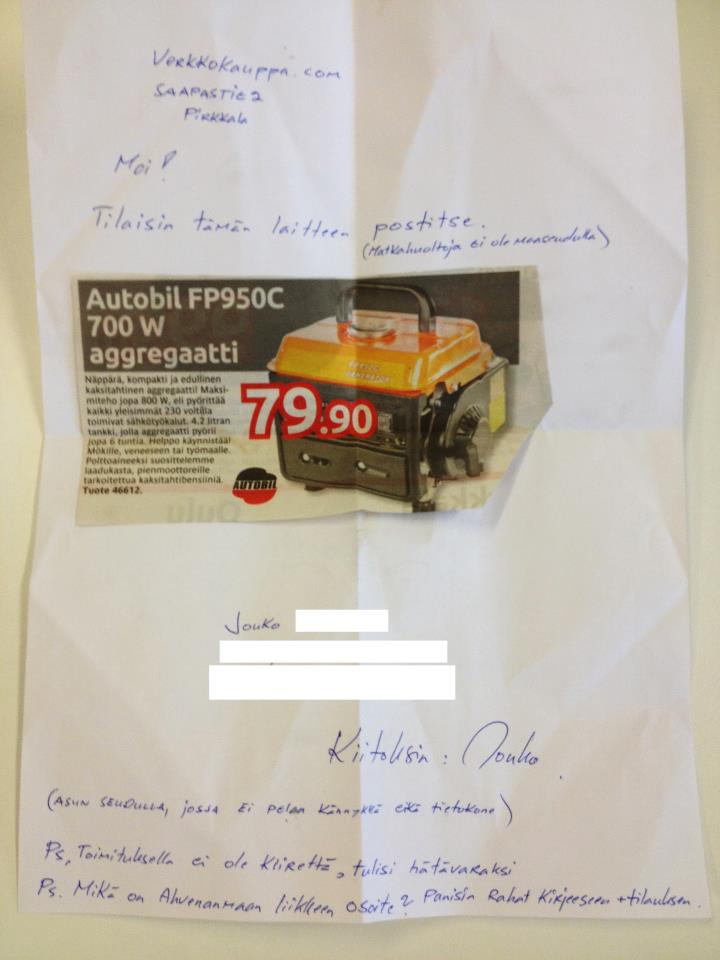 Verkkokauppa.com
SAAPASTIE 2
Pirkkala
Moi!
Tilaisin tämän laitteen postitse.
(Matkahuoltoja ei ole maaseudulla)
Autobil FP950C
700 W
aggregaatti
Näppärä, kompakti ja edullinen
kaksitahtinen aggregaatti! Maksi-
miteho jopa 800 W, eli pyörittää
kaikki yleisimmät 230 voltilla
toimivat sähkötyökalut. 4.2 litran
tankki, jolla aggregaatti pyörii
jopa 6 tuntia. Helppo käynnistää!
Mökille, veneeseen tai työmaalle.
Polttoaineeksi suosittelemme
laadukasta, pienmoottoreille
tarkoitettua kaksitahtibensiiniä.
Tuote 46612.
79.90
FP950C
GENERATOR
AUTOBIL
Oulu
Jouko
Kiitoksin : Jouko
(ASUN SEUDULLA, jossa Ei pelaa Kännykkä eikä tietokone)
Ps, Toimituksella ei ole kiirettä, tulisi hätävaraksi
Ps. Mikä on Ahvenanmaan liikkeen osoite? Panisin Rahat Kirjeeseen + tilauksen.